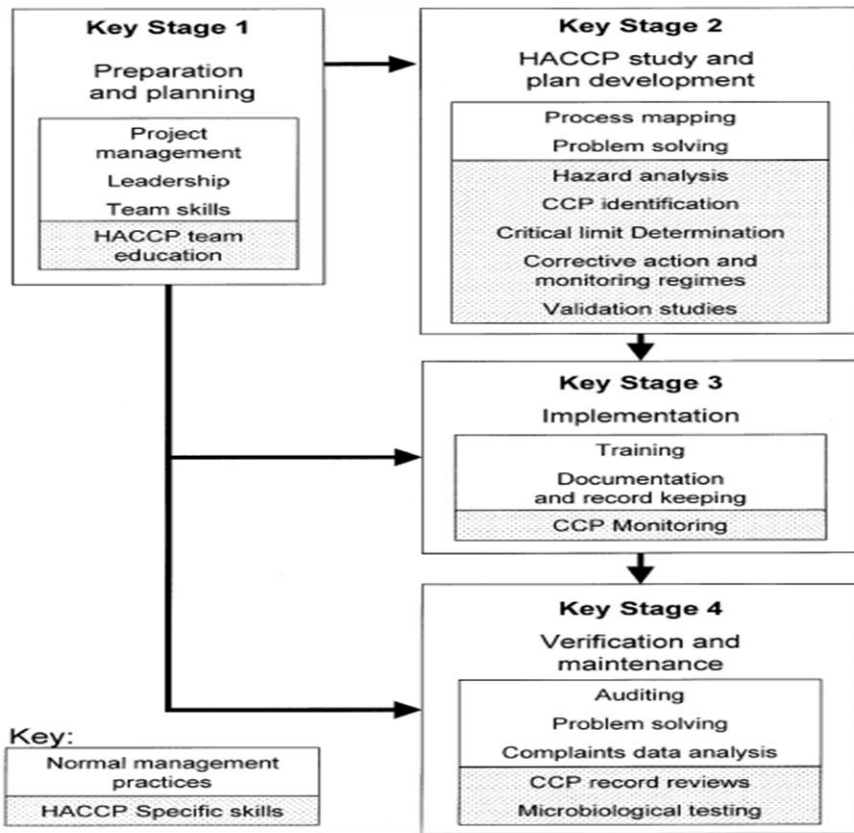 Key Stage 1
Preparation
and planning
Project
management
Leadership
Team skills
HACCP team
education
Key Stage 2
HACCP study and
plan development
Process mapping
Problem solving
Hazard analysis
CCP identification
Critical limit Determination
Corrective action and
monitoring regimes
Validation studies
Key Stage 3
Implementation
Training
Documentation
and record keeping
CCP Monitoring
Key Stage 4
Verification and
maintenance
Auditing
Problem solving
Complaints data analysis
CCP record reviews
Microbiological testing
Key:
Normal management
practices
HACCP Specific skills